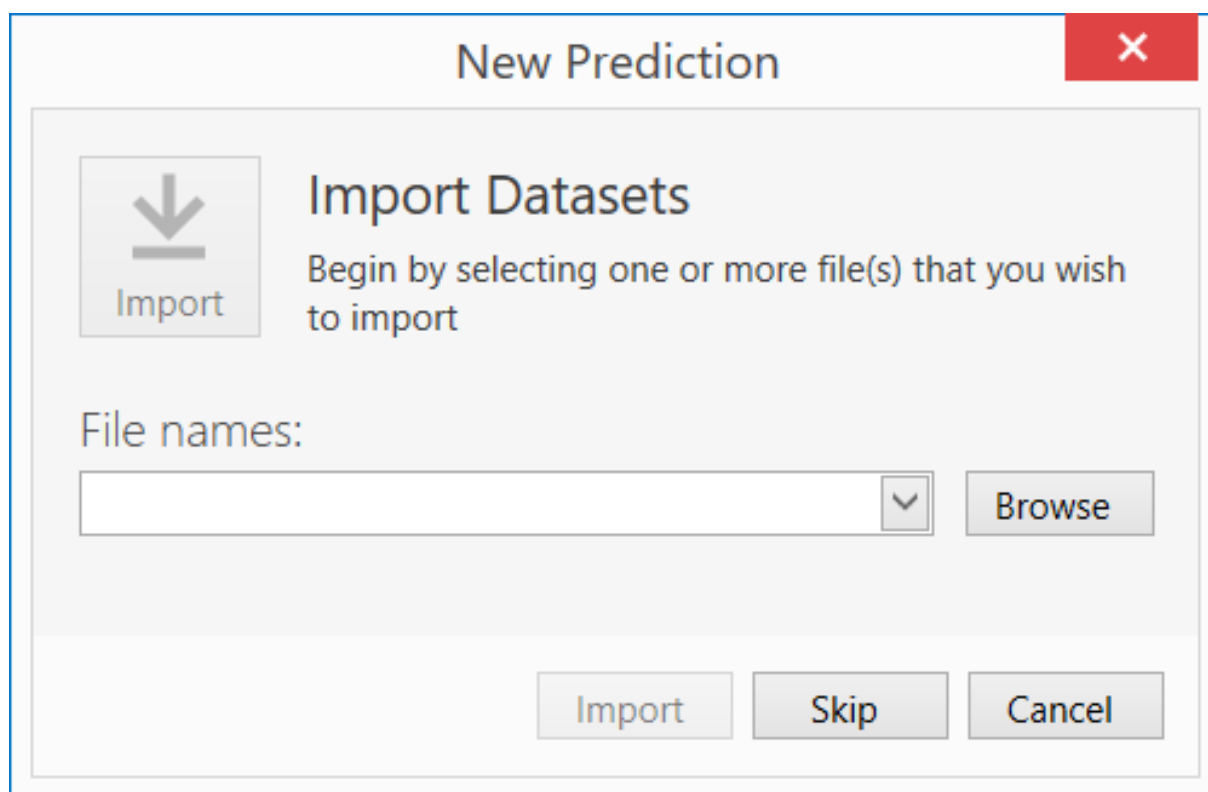 New Prediction
Import
Import Datasets
Begin by selecting one or more file(s) that you wish
to import
File names:
Browse
Import
Skip
Cancel